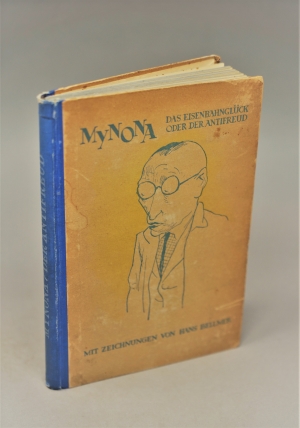 MyNoNA
DAS EISENBAHNGLÜCK
ODER DER ANTIFREUD
MIT ZEICHNUNGEN VON HANS BELLMER